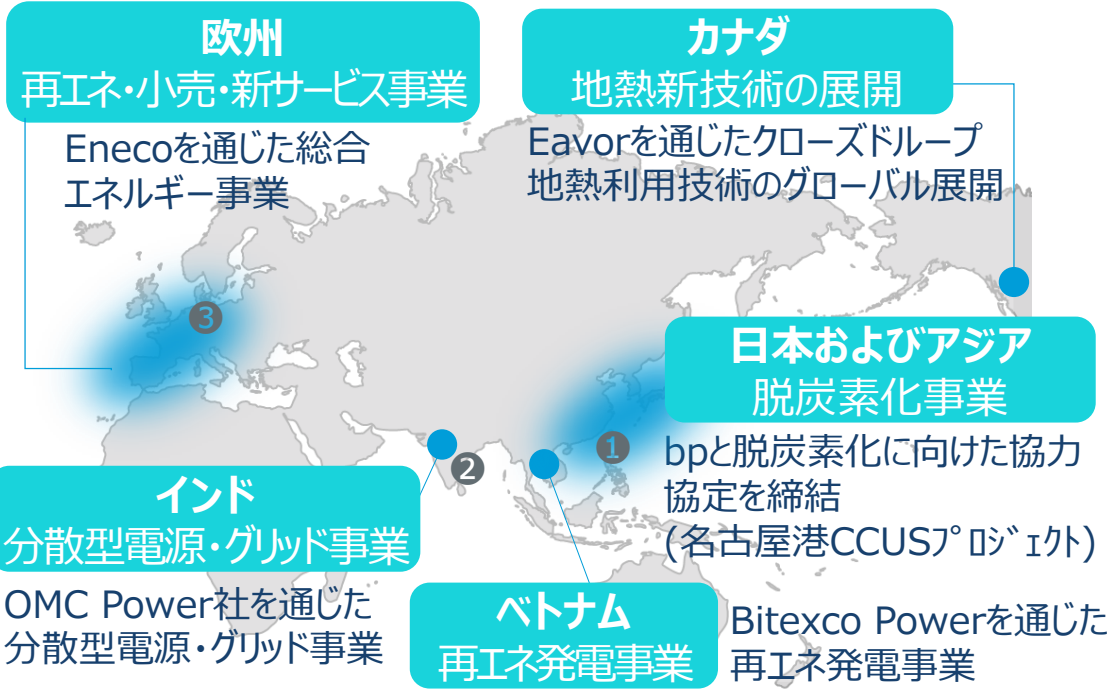 欧州
再エネ・小売・新サービス事業
Enecoを通じた総合
エネルギー事業
カナダ
地熱新技術の展開
Eavorを通じたクローズドループ
地熱利用技術のグローバル展開
❸
日本およびアジア
脱炭素化事業
❶
bpと脱炭素化に向けた協力
協定を締結
(名古屋港CCUSﾌﾟﾛｼﾞｪｸﾄ)
❷
インド
分散型電源・グリッド事業
OMC Power社を通じた
分散型電源・グリッド事業
ベトナム
再エネ発電事業
Bitexco Powerを通じた
再エネ発電事業